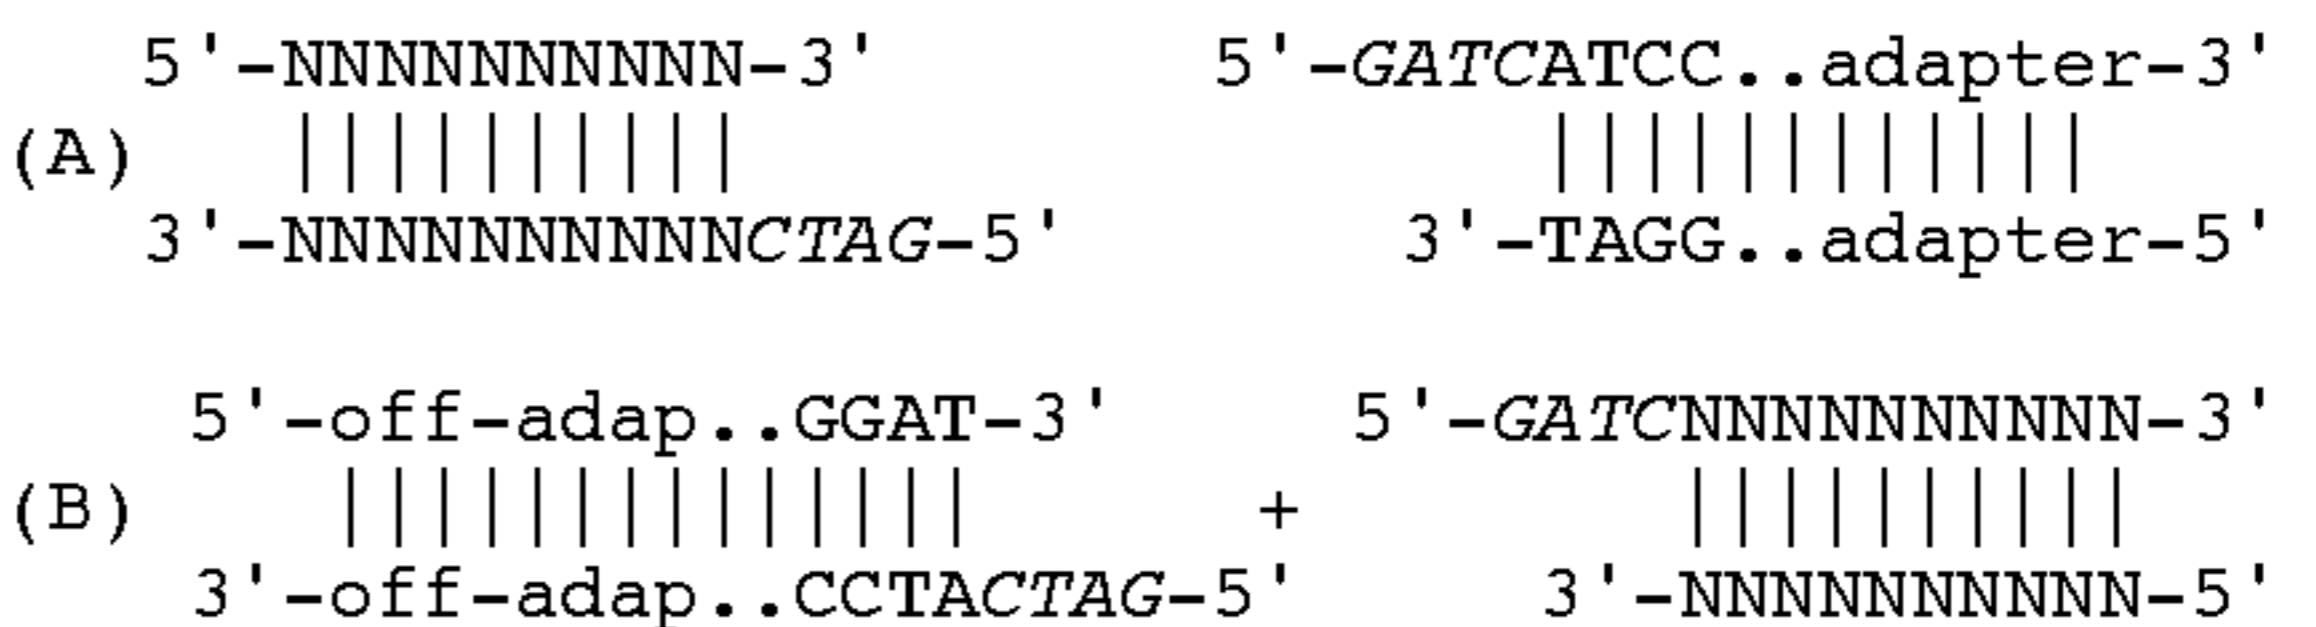 5'-NNNNNNNNNN-3' 5'-GATCATCC..adapter-3'
(A) |||||||||| ||||||||||||
3'-NNNNNNNNNNCTAG-5' 3'-TAGG..adapter-5'
5'-off-adap..GGAT-3' 5'-GATCNNNNNNNNNN-3'
(B) |||||||||||||| + ||||||||||
3'-off-adap..CCTACTAG-5' 3'-NNNNNNNNNN-5'